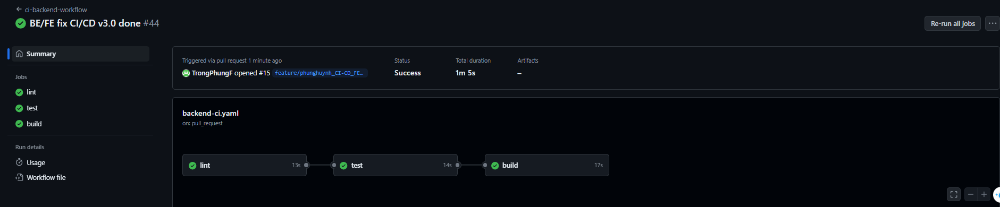 ci-backend-workflow
BE/FE fix CI/CD v3.0 done #44
Re-run all jobs
Summary
Jobs
lint
test
build
Run details
Usage
Workflow file
Triggered via pull request 1 minute ago
TrongPhungF opened #15 feature/phunghuynh_CI-CD_FE…
Status
Success
Total duration
1m 5s
Artifacts
–
backend-ci.yaml
on: pull_request
lint 13s
test 14s
build 17s